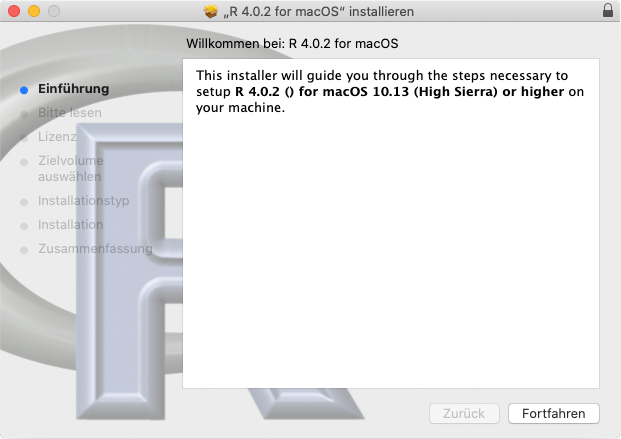 „R 4.0.2 for macOS“ installieren
Willkommen bei: R 4.0.2 for macOS
Einführung
Bitte lesen
Lizenz
Zielvolume
auswählen
Installationstyp
Installation
Zusammenfassung
This installer will guide you through the steps necessary to
setup R 4.0.2 () for macOS 10.13 (High Sierra) or higher on
your machine.
Zurück
Fortfahren